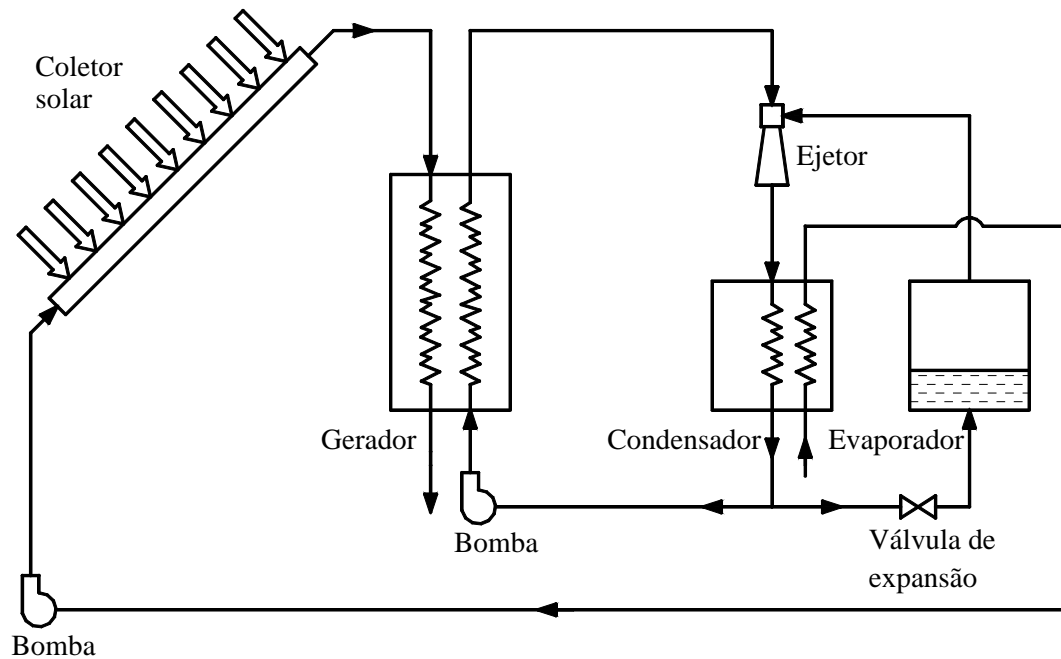 Coletor
solar
Ejetor
Gerador
Condensador
Evaporador
Bomba
Válvula de
expansão
Bomba